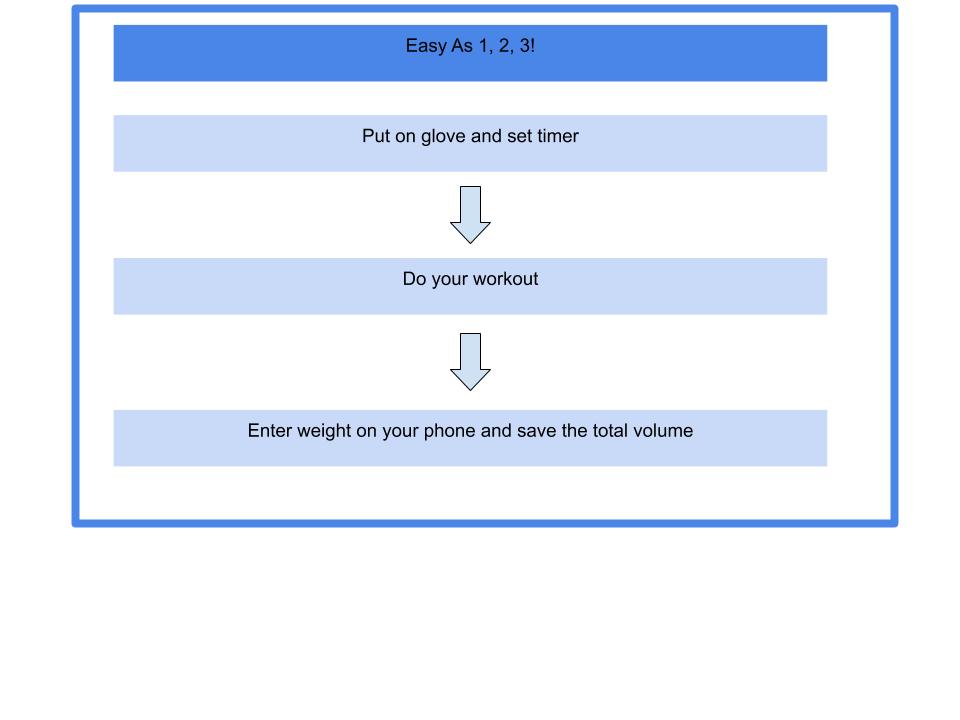 Easy As 1, 2, 3!
Put on glove and set timer
Do your workout
Enter weight on your phone and save the total volume